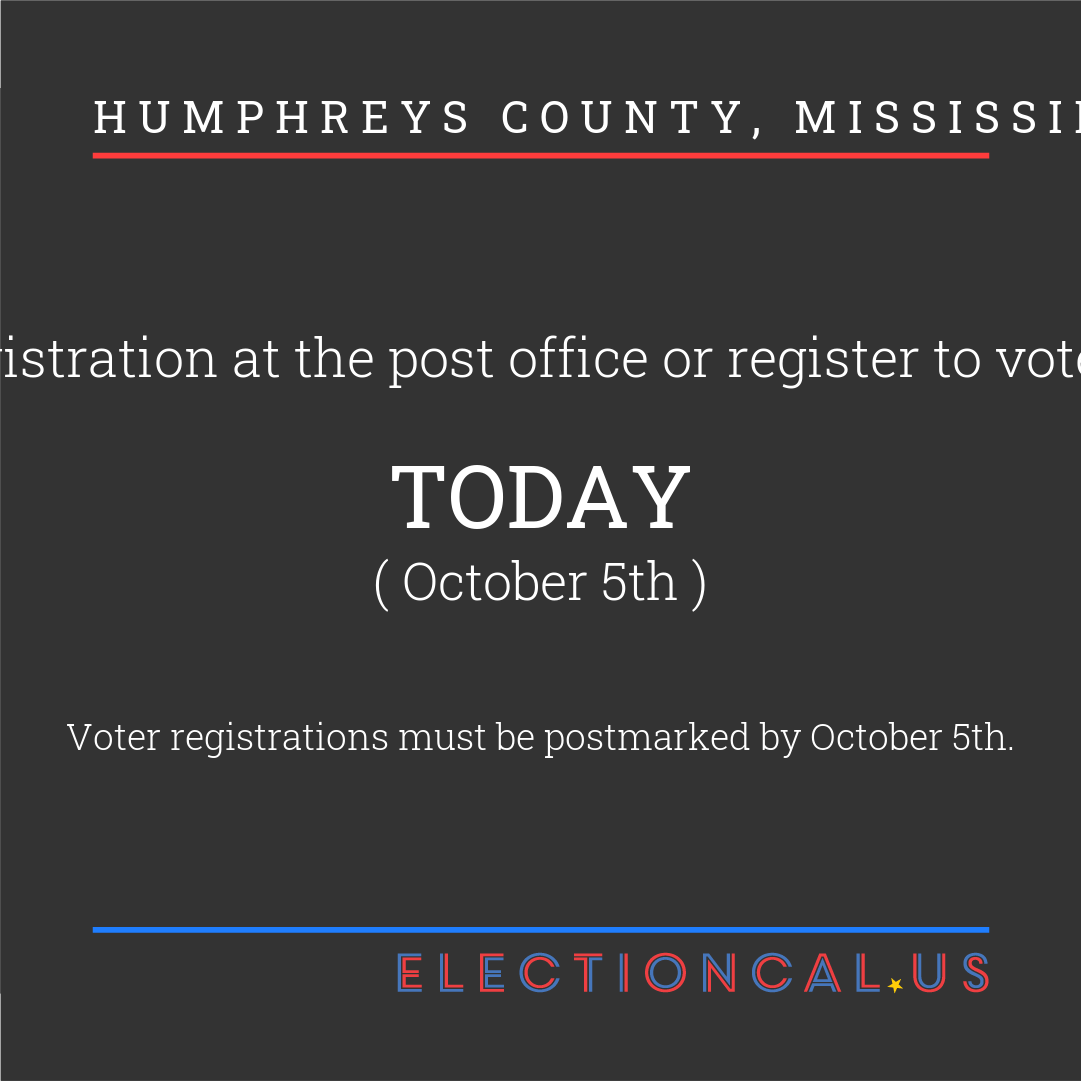 HUMPHREYS COUNTY, MISSISSI
istration at the post office or register to vot
TODAY
( October 5th )
Voter registrations must be postmarked by October 5th.
ELECTIONCAL.US